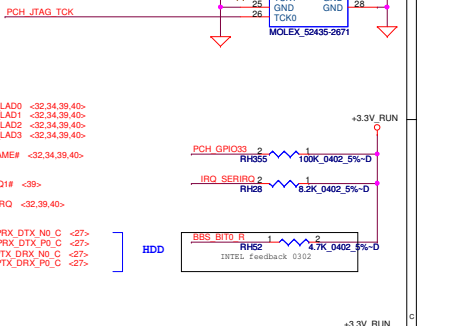 PCH_JTAG_TCK
25
26
GND
TCK0
GND
28
MOLEX_52435-2671
LAD0 <32,34,39,40>
LAD1 <32,34,39,40>
LAD2 <32,34,39,40>
LAD3 <32,34,39,40>
+3.3V_RUN
AME# <32,34,39,40>
PCH_GPIO33 2 1
RH355 100K_0402_5%~D
Q1# <39>
IRQ_SERIRQ 2 1
RH28 8.2K_0402_5%~D
RQ <32,39,40>
PRX_DTX_N0_C <27>
PRX_DTX_P0_C <27>
TX_DRX_N0_C <27>
TX_DRX_P0_C <27>
HDD
BBS_BIT0_R 1 2
RH52 4.7K_0402_5%~D
INTEL feedback 0302
C
+3.3V_RUN